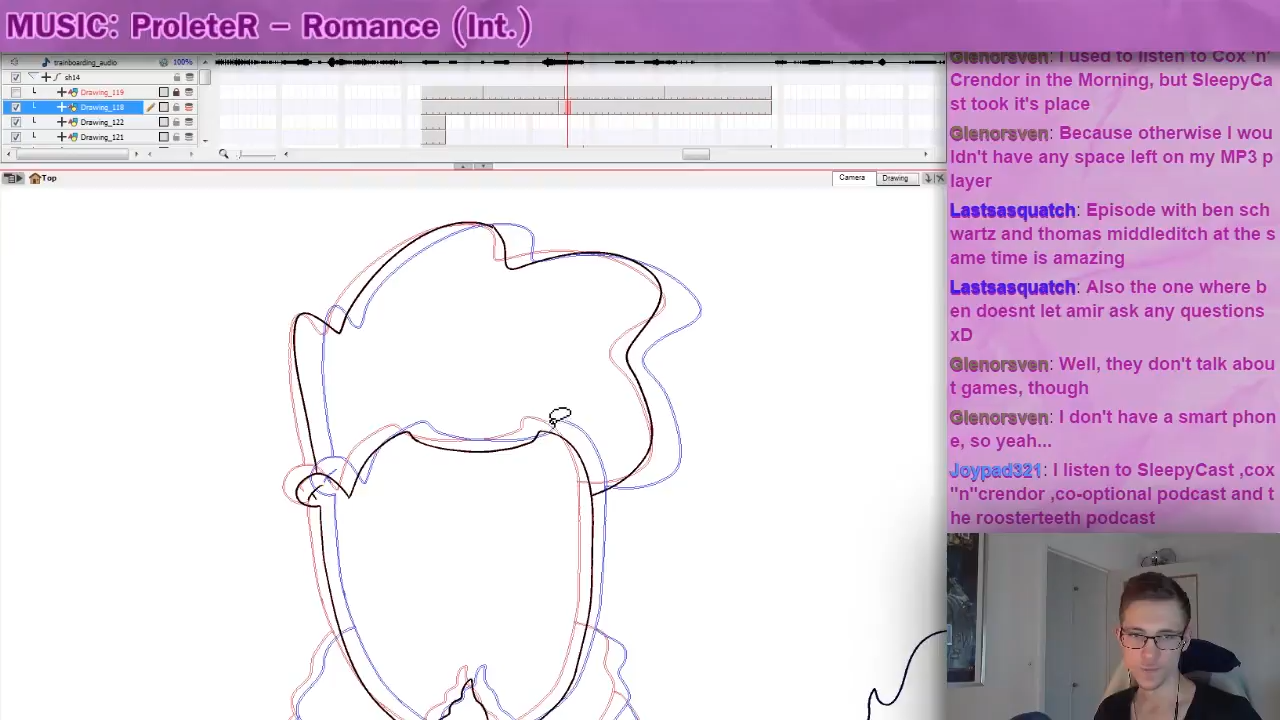 MUSIC: ProleteR – Romance (Int.)
trainboarding_audio 100%
sh14
Drawing_119
Drawing_118
Drawing_122
Drawing_121
Top
Camera Drawing
Glenorsven: I used to listen to Cox 'n'
Crendor in the Morning, but SleepyCa
st took it's place
Glenorsven: Because otherwise I wou
ldn't have any space left on my MP3 p
layer
Lastsasquatch: Episode with ben sch
wartz and thomas middleditch at the s
ame time is amazing
Lastsasquatch: Also the one where b
en doesnt let amir ask any questions
xD
Glenorsven: Well, they don't talk abou
t games, though
Glenorsven: I don't have a smart phon
e, so yeah...
Joypad321: I listen to SleepyCast ,cox
"n"crendor ,co-optional podcast and t
he roosterteeth podcast